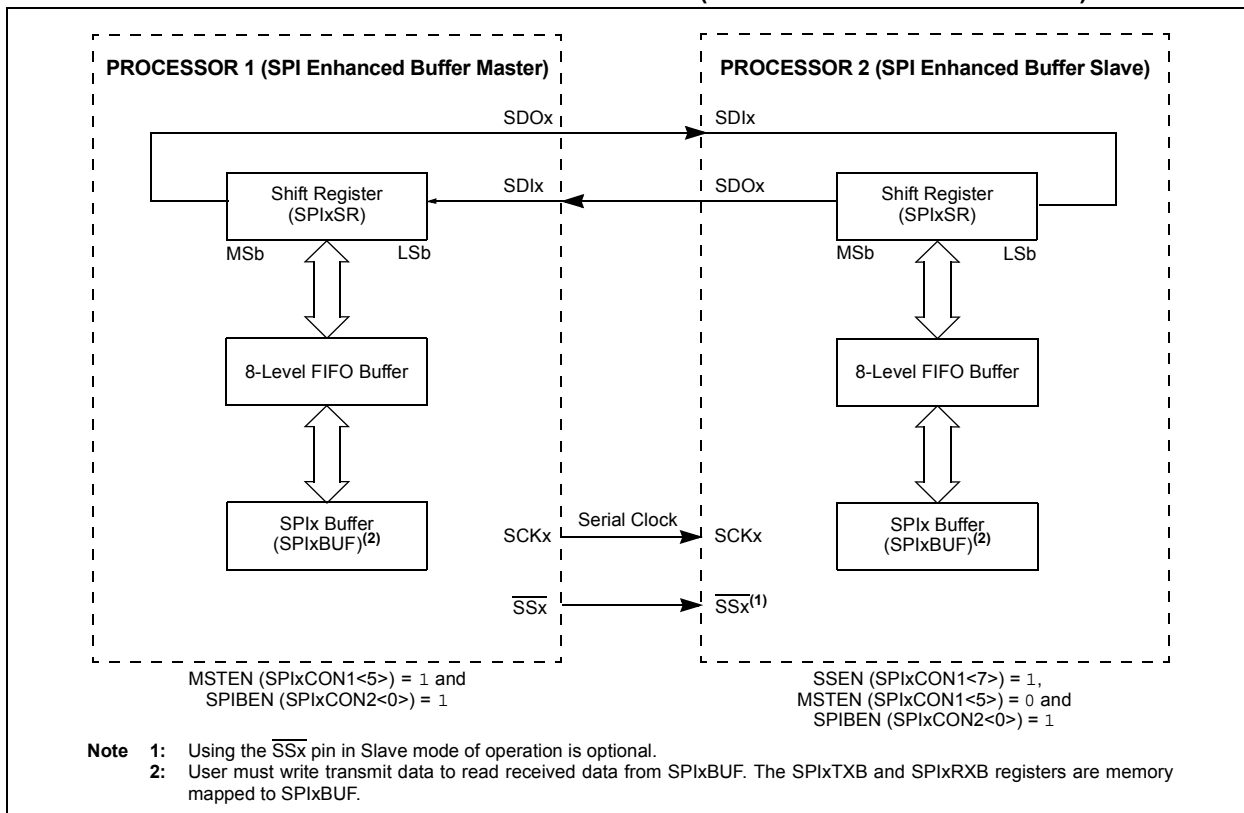 PROCESSOR 1 (SPI Enhanced Buffer Master)
PROCESSOR 2 (SPI Enhanced Buffer Slave)
SDOx
SDIx
SDIx
SDOx
Shift Register
(SPIxSR)
MSb
LSb
Shift Register
(SPIxSR)
MSb
LSb
8-Level FIFO Buffer
8-Level FIFO Buffer
SPIx Buffer
(SPIxBUF)(2)
SCKx
Serial Clock
SCKx
SPIx Buffer
(SPIxBUF)(2)
SSx
SSx(1)
MSTEN (SPIxCON1<5>) = 1 and
SPIBEN (SPIxCON2<0>) = 1
SSEN (SPIxCON1<7>) = 1,
MSTEN (SPIxCON1<5>) = 0 and
SPIBEN (SPIxCON2<0>) = 1
Note 1: Using the SSx pin in Slave mode of operation is optional.
2: User must write transmit data to read received data from SPIxBUF. The SPIxTXB and SPIxRXB registers are memory
mapped to SPIxBUF.